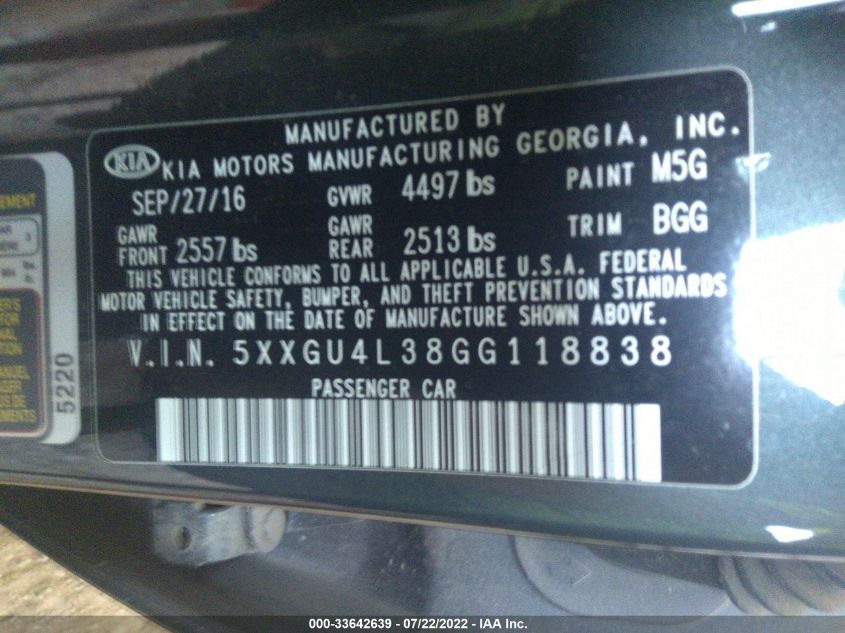 MANUFACTURED BY
KIA KIA MOTORS MANUFACTURING GEORGIA, INC.
SEP/27/16 GVWR 4497 lbs PAINT M5G
GAWR FRONT 2557 lbs GAWR REAR 2513 lbs TRIM BGG
THIS VEHICLE CONFORMS TO ALL APPLICABLE U.S.A. FEDERAL
MOTOR VEHICLE SAFETY, BUMPER, AND THEFT PREVENTION STANDARDS
IN EFFECT ON THE DATE OF MANUFACTURE SHOWN ABOVE.
V.I.N. 5XXGU4L38GG118838
PASSENGER CAR
5220
000-33642639 / 07/22/2022 - IAA Inc.